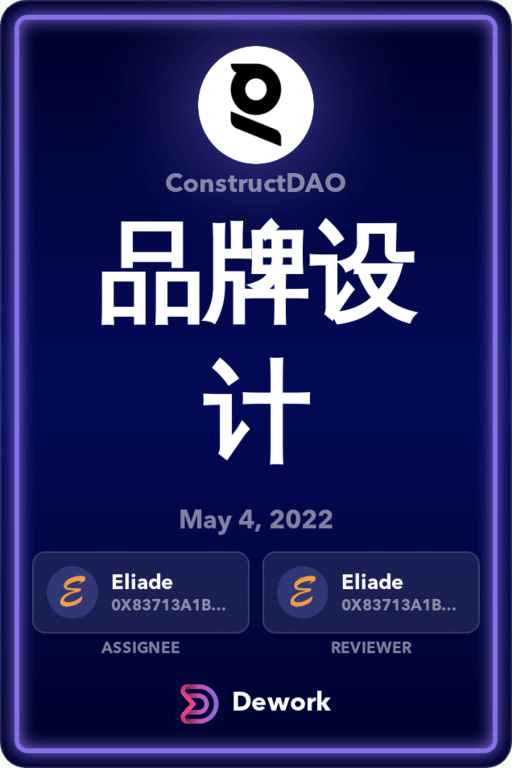 ConstructDAO
品牌设
计
May 4, 2022
Eliade
0X83713A1B...
ASSIGNEE
Eliade
0X83713A1B...
REVIEWER
Dework